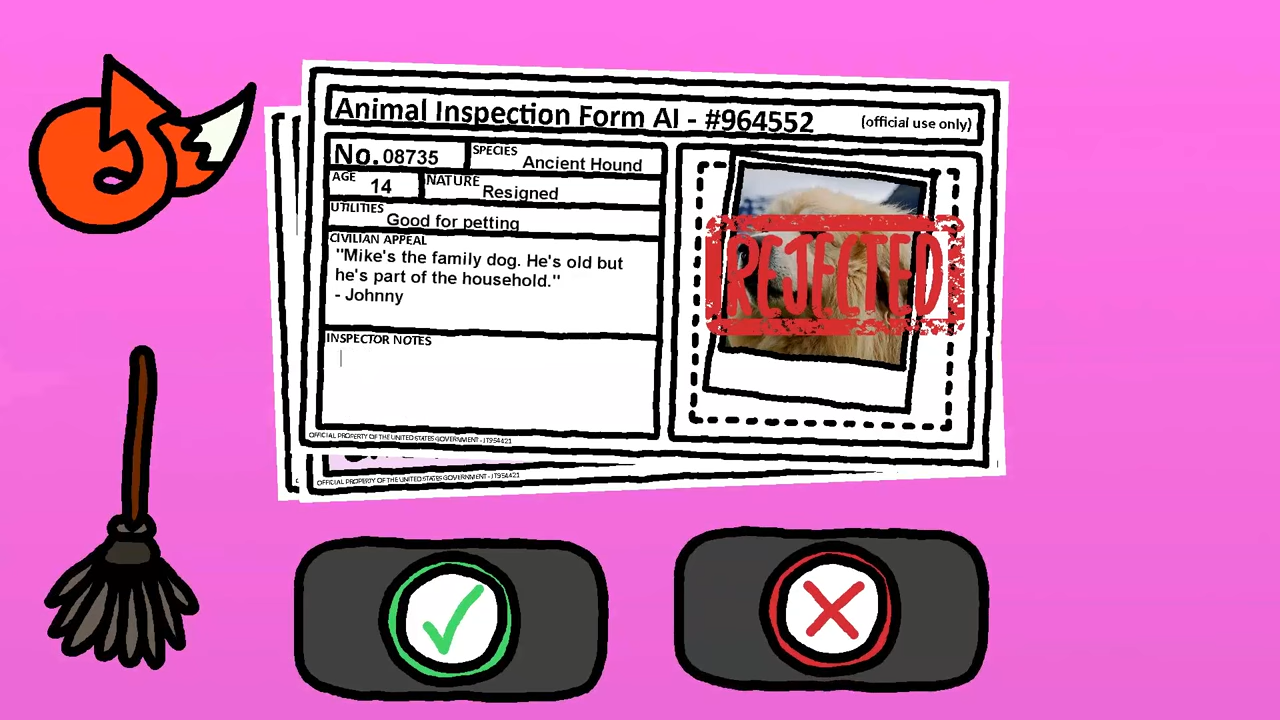 Animal Inspection Form AI - #964552 (official use only)
No. 08735
SPECIES Ancient Hound
AGE 14
NATURE Resigned
UTILITIES Good for petting
CIVILIAN APPEAL
"Mike's the family dog. He's old but
he's part of the household."
- Johnny
INSPECTOR NOTES
OFFICIAL PROPERTY OF THE UNITED STATES GOVERNMENT - JT954421
OFFICIAL PROPERTY OF THE UNITED STATES GOVERNMENT - JT954421
REJECTED